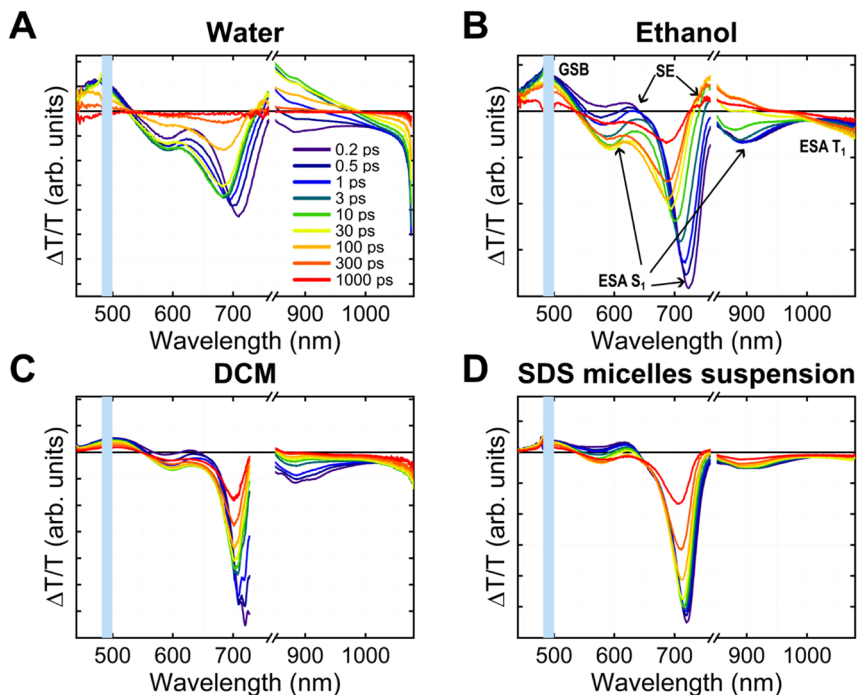 A
Water
ΔT/T (arb. units)
0.2 ps
0.5 ps
1 ps
3 ps
10 ps
30 ps
100 ps
300 ps
1000 ps
500 600 700 900 1000
Wavelength (nm)
B
Ethanol
GSB
SE
ESA T1
ESA S1
ΔT/T (arb. units)
500 600 700 900 1000
Wavelength (nm)
C
DCM
ΔT/T (arb. units)
500 600 700 900 1000
Wavelength (nm)
D
SDS micelles suspension
ΔT/T (arb. units)
500 600 700 900 1000
Wavelength (nm)